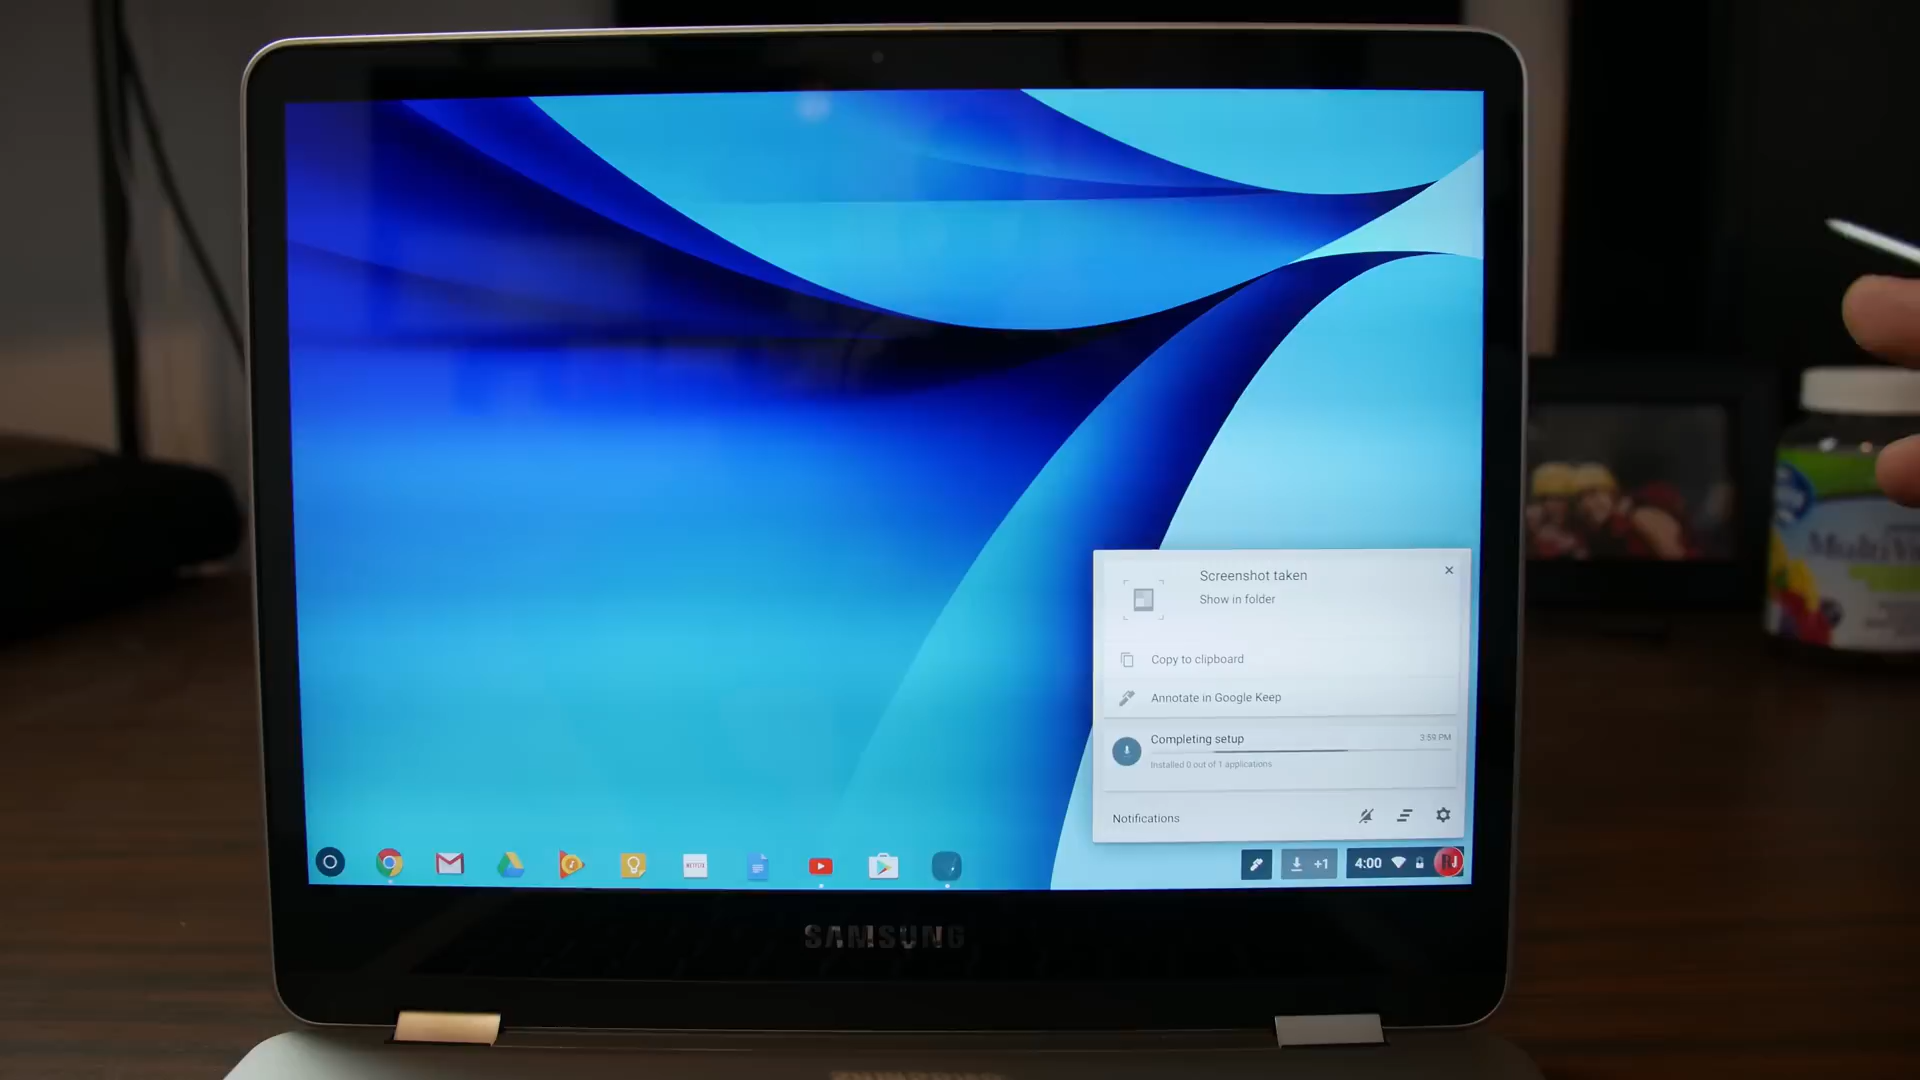 Screenshot taken
Show in folder
Copy to clipboard
Annotate in Google Keep
Completing setup
3:59 PM
Installed 0 out of 1 applications
Notifications
NETFLIX
+1
4:00
SAMSUNG